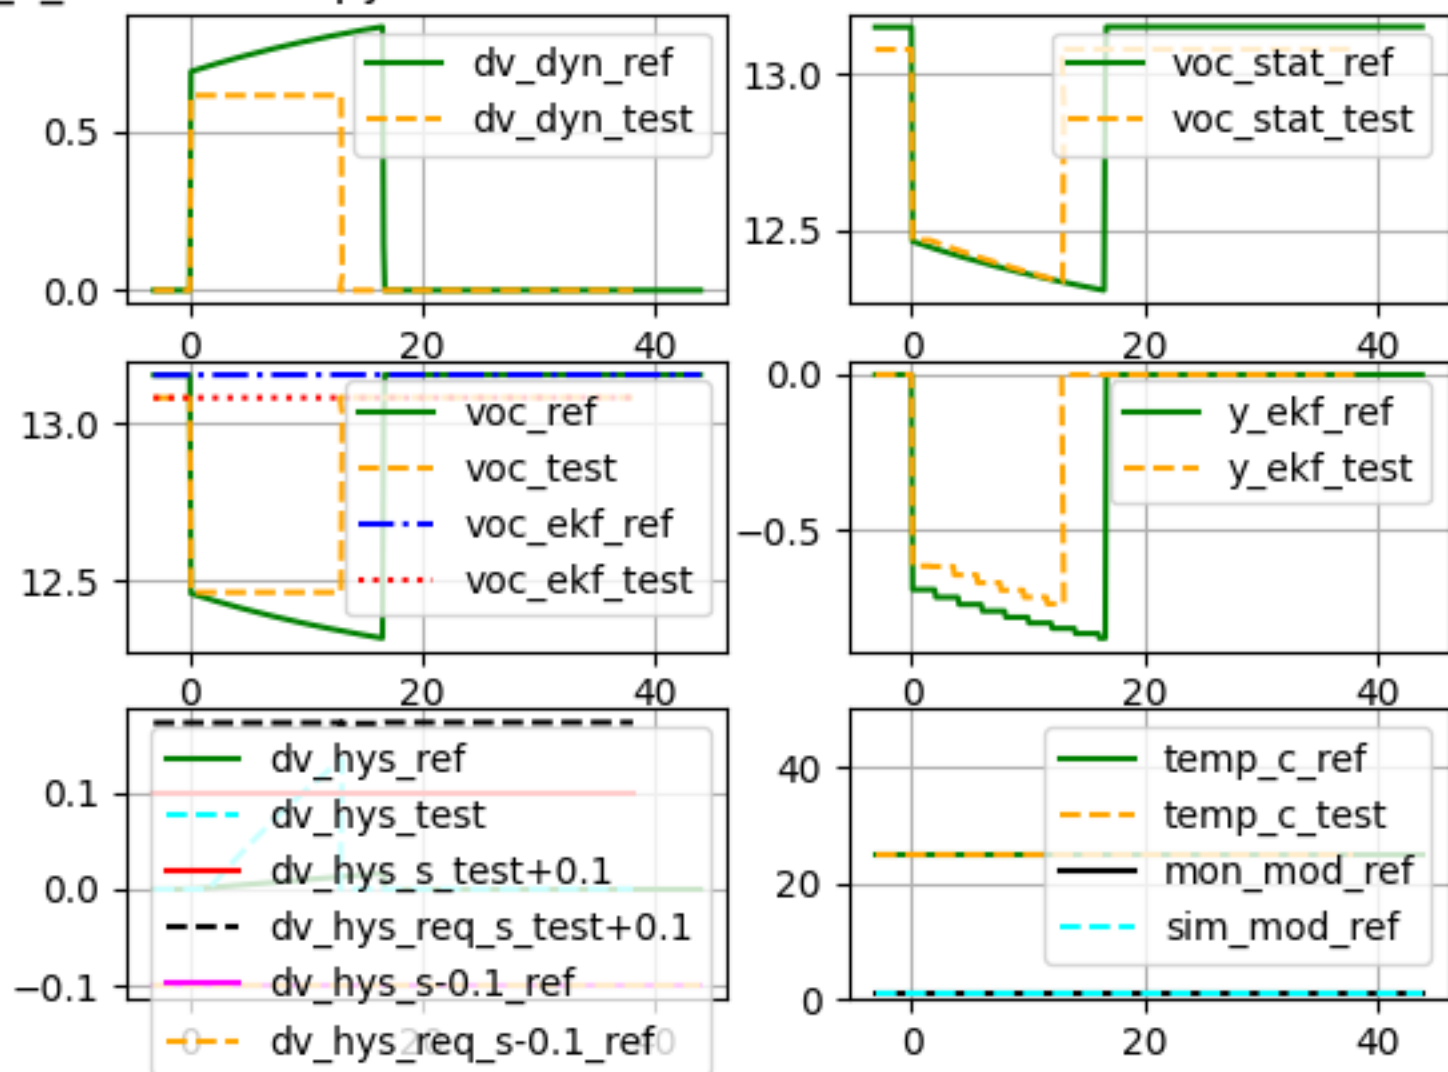 dv_dyn_ref
dv_dyn_test
0.5
0.0
0 20 40
voc_stat_ref
voc_stat_test
13.0
12.5
0 20 40
voc_ref
voc_test
voc_ekf_ref
voc_ekf_test
13.0
12.5
0 20 40
y_ekf_ref
y_ekf_test
0.0
−0.5
0 20 40
dv_hys_ref
dv_hys_test
dv_hys_s_test+0.1
dv_hys_req_s_test+0.1
dv_hys_s-0.1_ref
dv_hys_req_s-0.1_ref
0.1
0.0
−0.1
0 20 40
temp_c_ref
temp_c_test
mon_mod_ref
sim_mod_ref
40
20
0
0 20 40